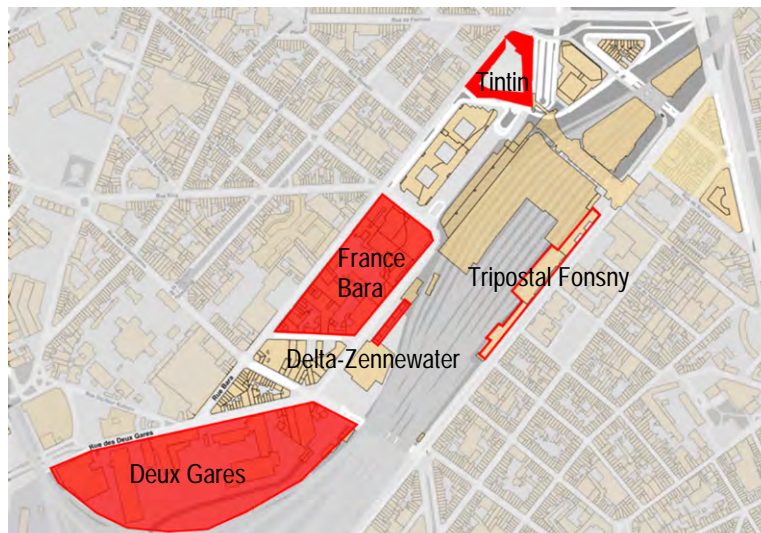 Tintin
France
Bara
Tripostal Fonsny
Delta-Zennewater
Rue Bara
Rue des Deux Gares
Deux Gares